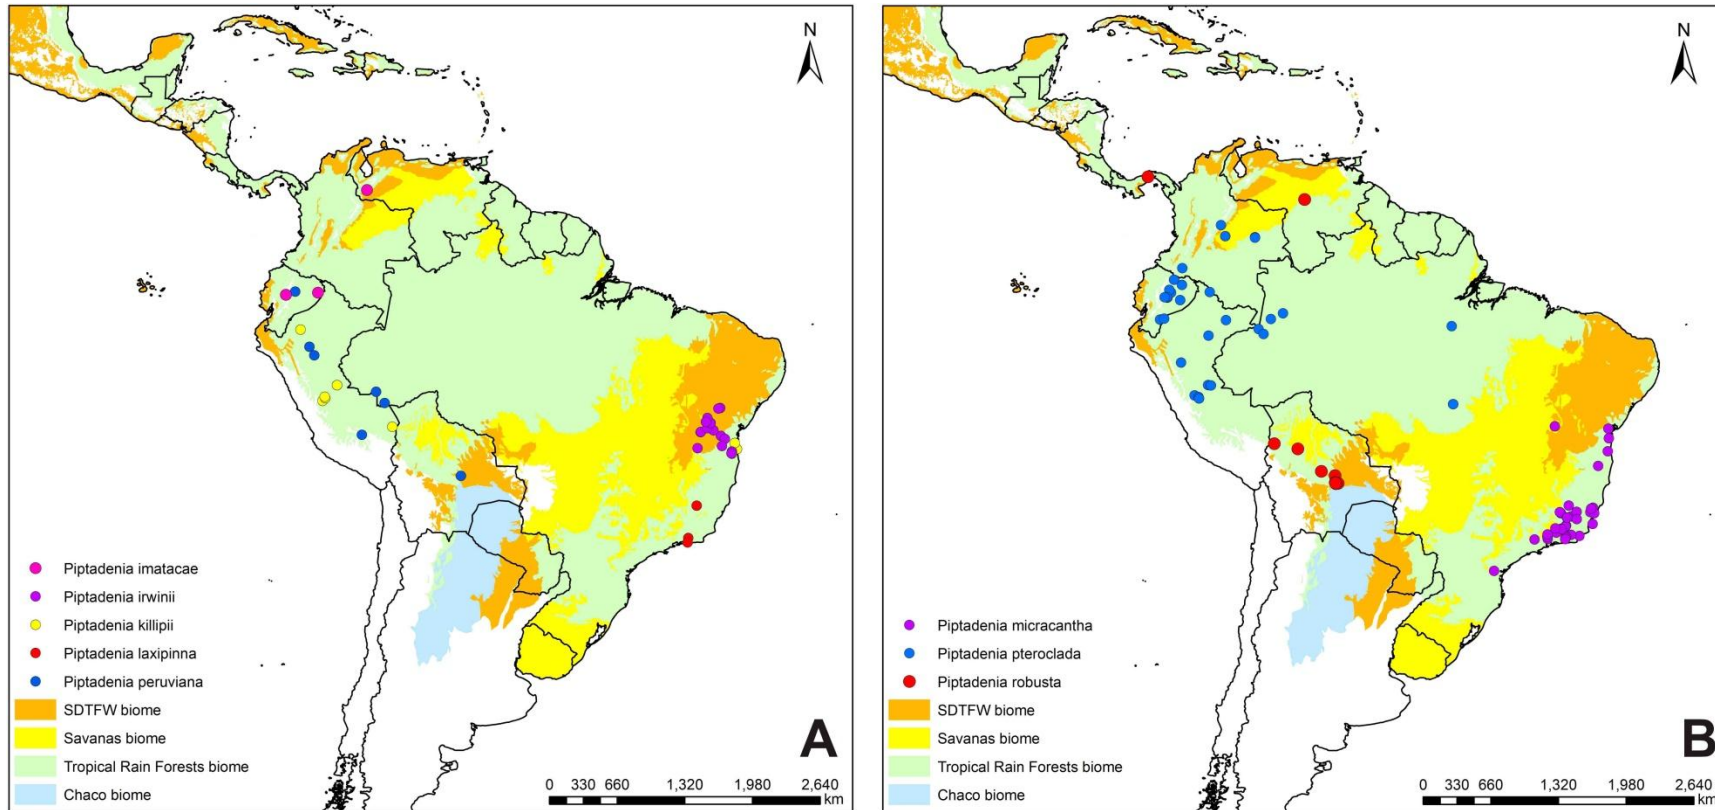 N
Piptadenia imatacae
Piptadenia irwinii
Piptadenia killipii
Piptadenia laxipinna
Piptadenia peruviana
SDTFW biome
Savanas biome
Tropical Rain Forests biome
Chaco biome
A
0 330 660 1,320 1,980 2,640
km
N
Piptadenia micracantha
Piptadenia pteroclada
Piptadenia robusta
SDTFW biome
Savanas biome
Tropical Rain Forests biome
Chaco biome
B
0 330 660 1,320 1,980 2,640
km